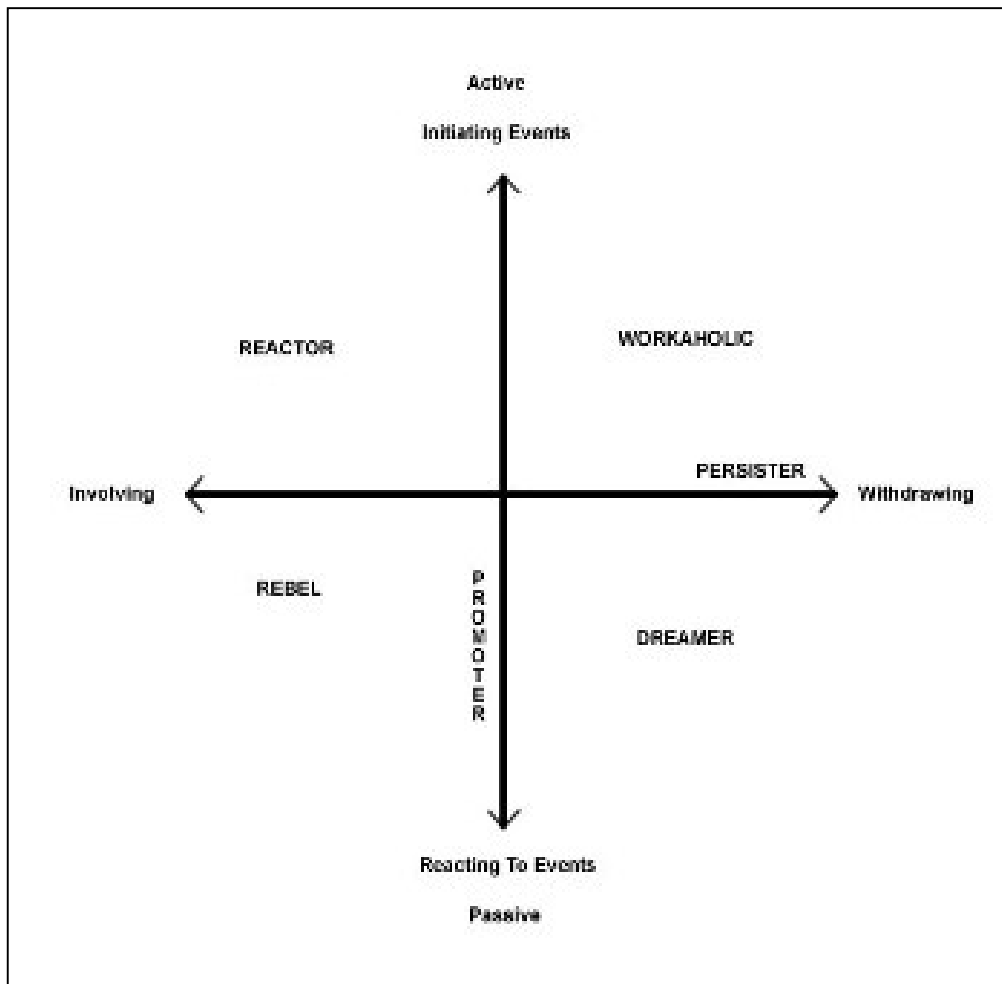 Active
Initiating Events
WORKAHOLIC
REACTOR
PERSISTER
Involving
Withdrawing
REBEL
PROMOTER
DREAMER
Reacting To Events
Passive